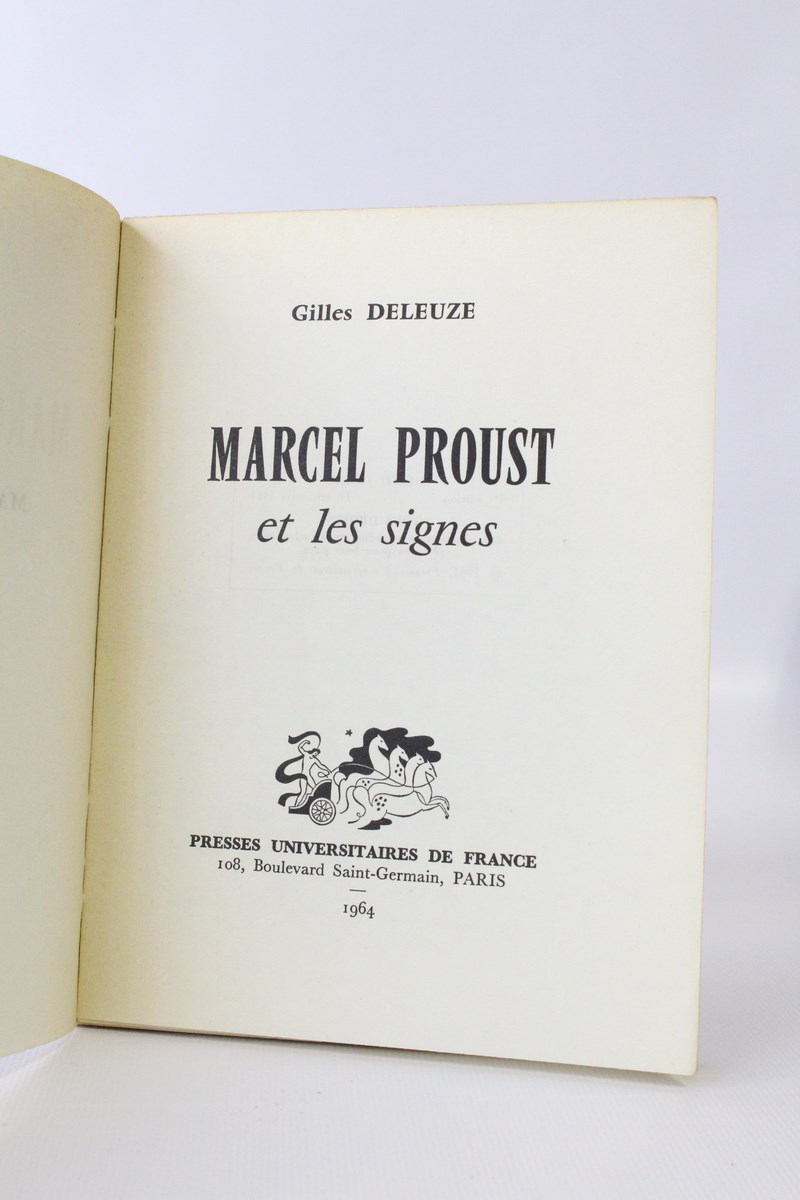 Gilles DELEUZE
MARCEL PROUST
et les signes
PRESSES UNIVERSITAIRES DE FRANCE
108, Boulevard Saint-Germain, PARIS
1964